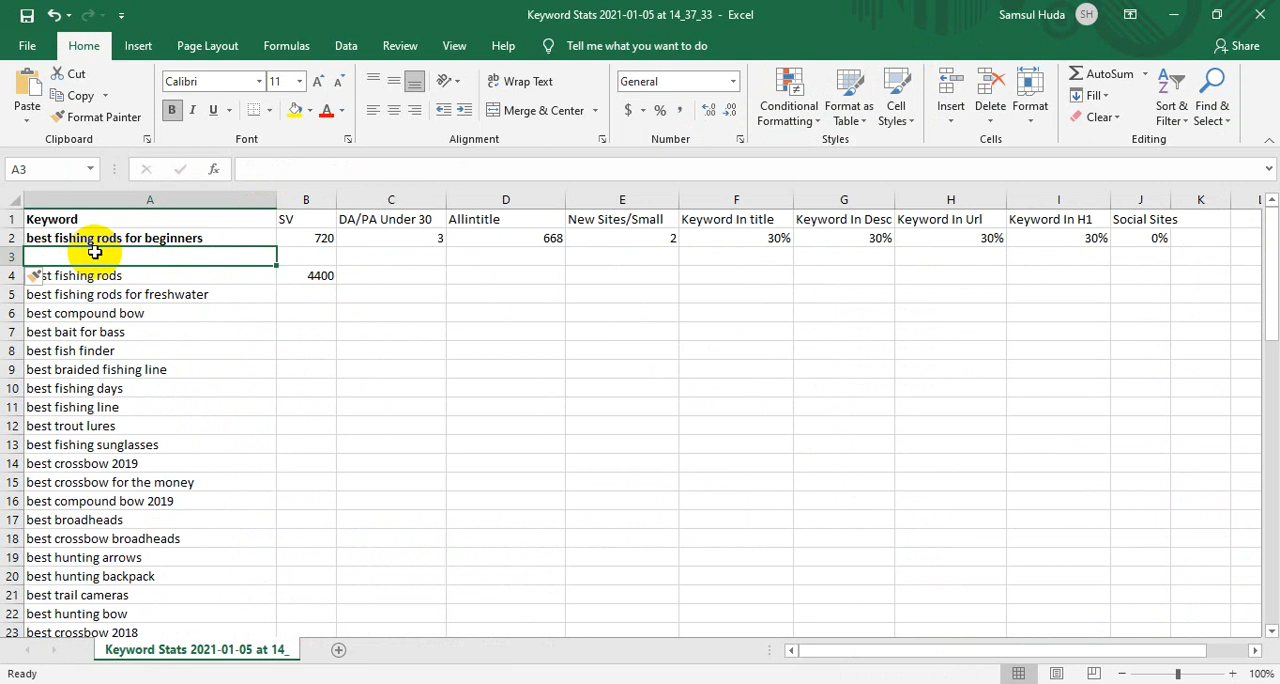 Keyword Stats 2021-01-05 at 14_37_33 - Excel
Samsul Huda SH
File Home Insert Page Layout Formulas Data Review View Help Tell me what you want to do Share
Paste
Cut
Copy
Format Painter
Clipboard
Calibri 11
B I U
Font
Wrap Text
Merge & Center
Alignment
General
$ % ,
Number
Conditional Formatting
Format as Table
Cell Styles
Styles
Insert Delete Format
Cells
AutoSum
Fill
Clear
Sort & Filter
Find & Select
Editing
A3 fx
A B C D E F G H I J K L
1 Keyword SV DA/PA Under 30 Allintitle New Sites/Small Keyword In title Keyword In Desc Keyword In Url Keyword In H1 Social Sites
2 best fishing rods for beginners 720 3 668 2 30% 30% 30% 30% 0%
3
4 st fishing rods 4400
5 best fishing rods for freshwater
6 best compound bow
7 best bait for bass
8 best fish finder
9 best braided fishing line
10 best fishing days
11 best fishing line
12 best trout lures
13 best fishing sunglasses
14 best crossbow 2019
15 best crossbow for the money
16 best compound bow 2019
17 best broadheads
18 best crossbow broadheads
19 best hunting arrows
20 best hunting backpack
21 best trail cameras
22 best hunting bow
23 best crossbow 2018
Keyword Stats 2021-01-05 at 14_
Ready 100%